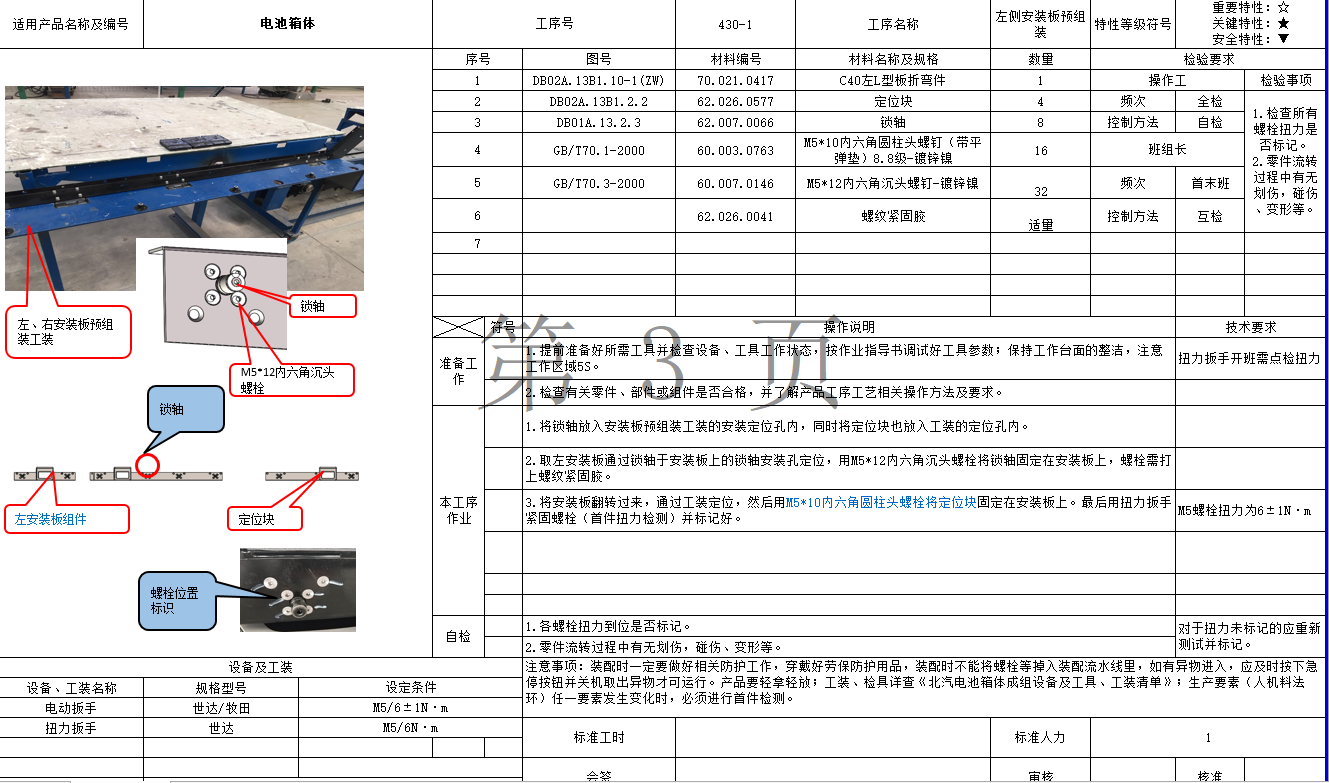 适用产品名称及编号 电池箱体 工序号 430-1 工序名称 左侧安装板预组装 特性等级符号 重要特性：☆
关键特性：★
安全特性：▼
序号 图号 材料编号 材料名称及规格 数量 检验要求
1 DB02A.13B1.10-1(ZW) 70.021.0417 C40左L型板折弯件 1 操作工 检验事项
2 DB02A.13B1.2.2 62.026.0577 定位块 4 频次 全检
3 DB01A.13.2.3 62.007.0066 锁轴 8 控制方法 自检
4 GB/T70.1-2000 60.003.0763 M5*10内六角圆柱头螺钉（带平
弹垫）8.8级-镀锌镍 16 班组长
5 GB/T70.3-2000 60.007.0146 M5*12内六角沉头螺钉-镀锌镍 32 频次 首末班
6 62.026.0041 螺纹紧固胶 适量 控制方法 互检
7
1.检查所有
螺栓扭力是
否标记。
2.零件流转
过程中有无
划伤，碰伤
、变形等。
锁轴
左、右安装板预组
装工装
M5*12内六角沉头
螺栓
锁轴
左安装板组件
定位块
螺栓位置
标识
第 3 页
符号 操作说明 技术要求
准备工
作
1.提前准备好所需工具并检查设备、工具工作状态，按作业指导书调试好工具参数；保持工作台面的整洁，注意
工作区域5S。
扭力扳手开班需点检扭力
2.检查有关零件、部件或组件是否合格，并了解产品工序工艺相关操作方法及要求。
本工序
作业
1.将锁轴放入安装板预组装工装的安装定位孔内，同时将定位块也放入工装的定位孔内。
2.取左安装板通过锁轴于安装板上的锁轴安装孔定位，用M5*12内六角沉头螺栓将锁轴固定在安装板上，螺栓需打
上螺纹紧固胶。
3.将安装板翻转过来，通过工装定位，然后用M5*10内六角圆柱头螺栓将定位块固定在安装板上。最后用扭力扳手
紧固螺栓（首件扭力检测）并标记好。
M5螺栓扭力为6±1N·m
自检
1.各螺栓扭力到位是否标记。
2.零件流转过程中有无划伤，碰伤、变形等。
对于扭力未标记的应重新
测试并标记。
设备及工装
设备、工装名称 规格型号 设定条件
电动扳手 世达/牧田 M5/6±1N·m
扭力扳手 世达 M5/6N·m
注意事项：装配时一定要做好相关防护工作，穿戴好劳保防护用品，装配时不能将螺栓等掉入装配流水线里，如有异物进入，应及时按下急
停按钮并关机取出异物才可运行。产品要轻拿轻放；工装、检具详查《北汽电池箱体成组设备及工具、工装清单》；生产要素（人机料法
环）任一要素发生变化时，必须进行首件检测。
标准工时 标准人力 1
会签 审核 核准